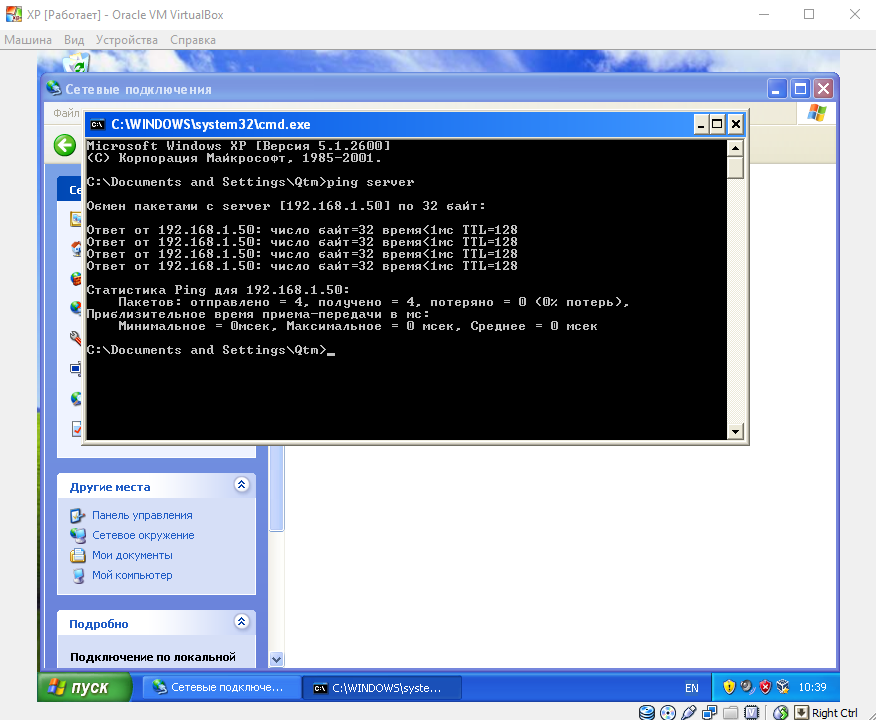 XP [Работает] - Oracle VM VirtualBox
Машина Вид Устройства Справка
Сетевые подключения
Файл
C:\WINDOWS\system32\cmd.exe
Microsoft Windows XP [Версия 5.1.2600]
(C) Корпорация Майкрософт, 1985-2001.
C:\Documents and Settings\Qtm>ping server
Обмен пакетами с server [192.168.1.50] по 32 байт:
Ответ от 192.168.1.50: число байт=32 время<1мс TTL=128
Ответ от 192.168.1.50: число байт=32 время<1мс TTL=128
Ответ от 192.168.1.50: число байт=32 время<1мс TTL=128
Ответ от 192.168.1.50: число байт=32 время<1мс TTL=128
Статистика Ping для 192.168.1.50:
Пакетов: отправлено = 4, получено = 4, потеряно = 0 (0% потерь),
Приблизительное время приема-передачи в мс:
Минимальное = 0мсек, Максимальное = 0 мсек, Среднее = 0 мсек
C:\Documents and Settings\Qtm>_
Другие места
Панель управления
Сетевое окружение
Мои документы
Мой компьютер
Подробно
Подключение по локальной
пуск
Сетевые подключе...
C:\WINDOWS\syste...
EN
10:39
Right Ctrl